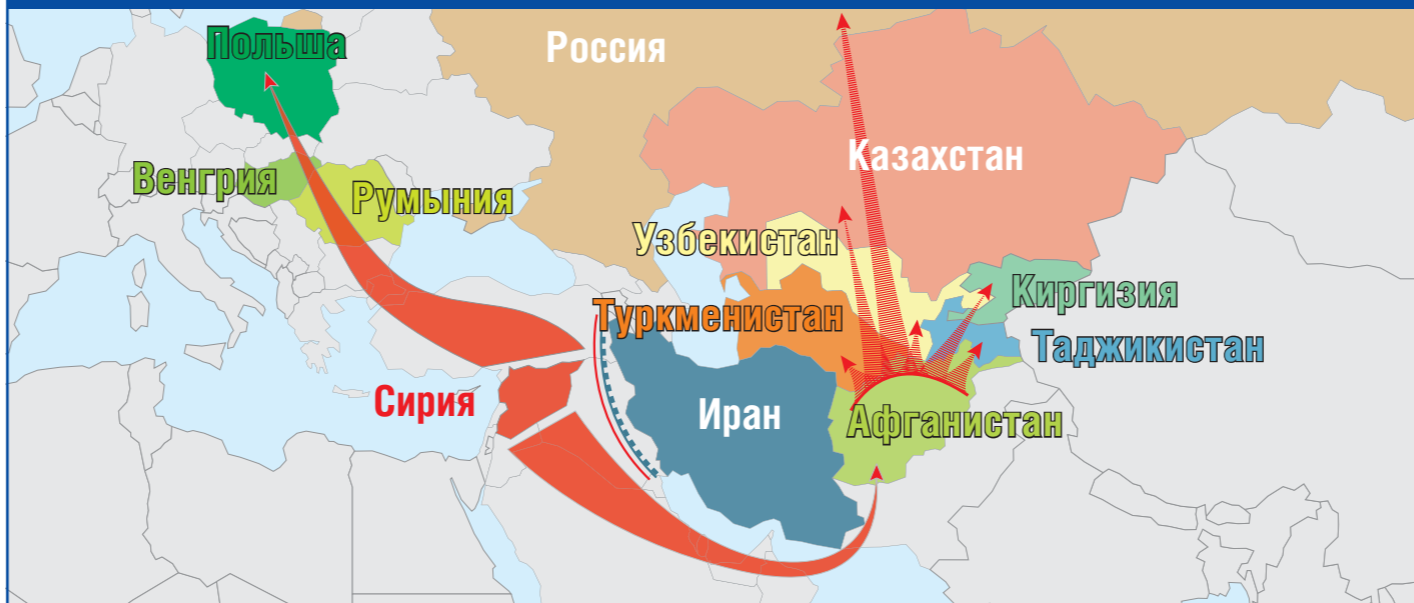 Польша
Россия
Казахстан
Венгрия
Румыния
Узбекистан
Киргизия
Туркменистан
Таджикистан
Сирия
Иран
Афганистан